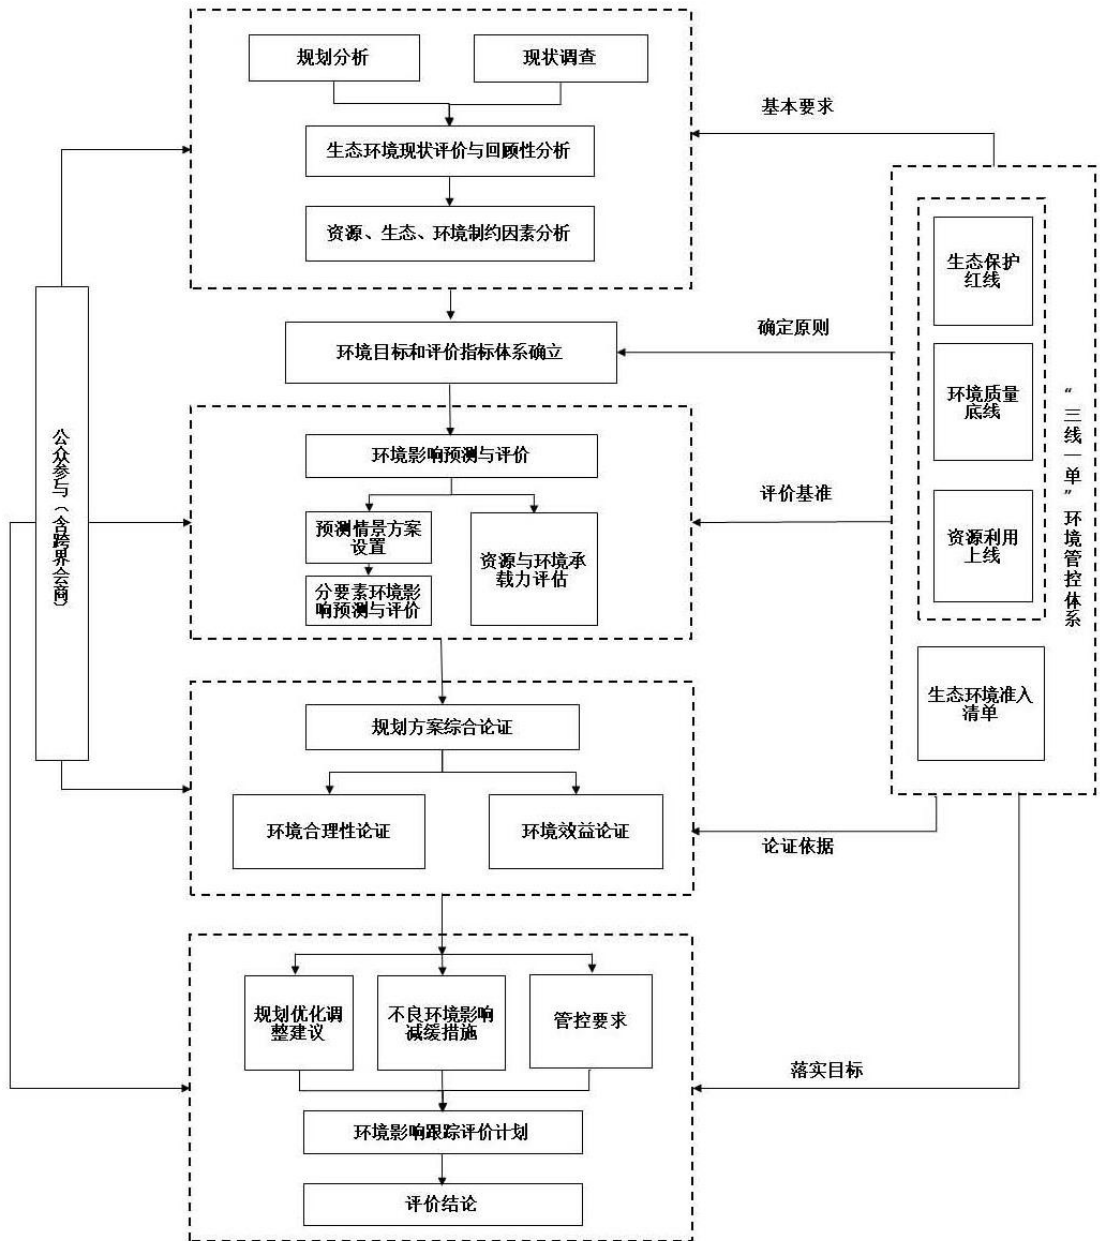 规划分析
现状调查
基本要求
生态环境现状评价与回顾性分析
资源、生态、环境制约因素分析
生态保护
红线
确定原则
环境目标和评价指标体系确立
环境质量
底线
“三线一单”环境管控体系
公众参与（含跨界会商）
环境影响预测与评价
评价基准
预测情景方案
设置
资源与环境承
载力评估
资源利用
上线
分要素环境影
响预测与评价
生态环境准入
清单
规划方案综合论证
环境合理性论证
环境效益论证
论证依据
规划优化调
整建议
不良环境影响
减缓措施
管控要求
落实目标
环境影响跟踪评价计划
评价结论